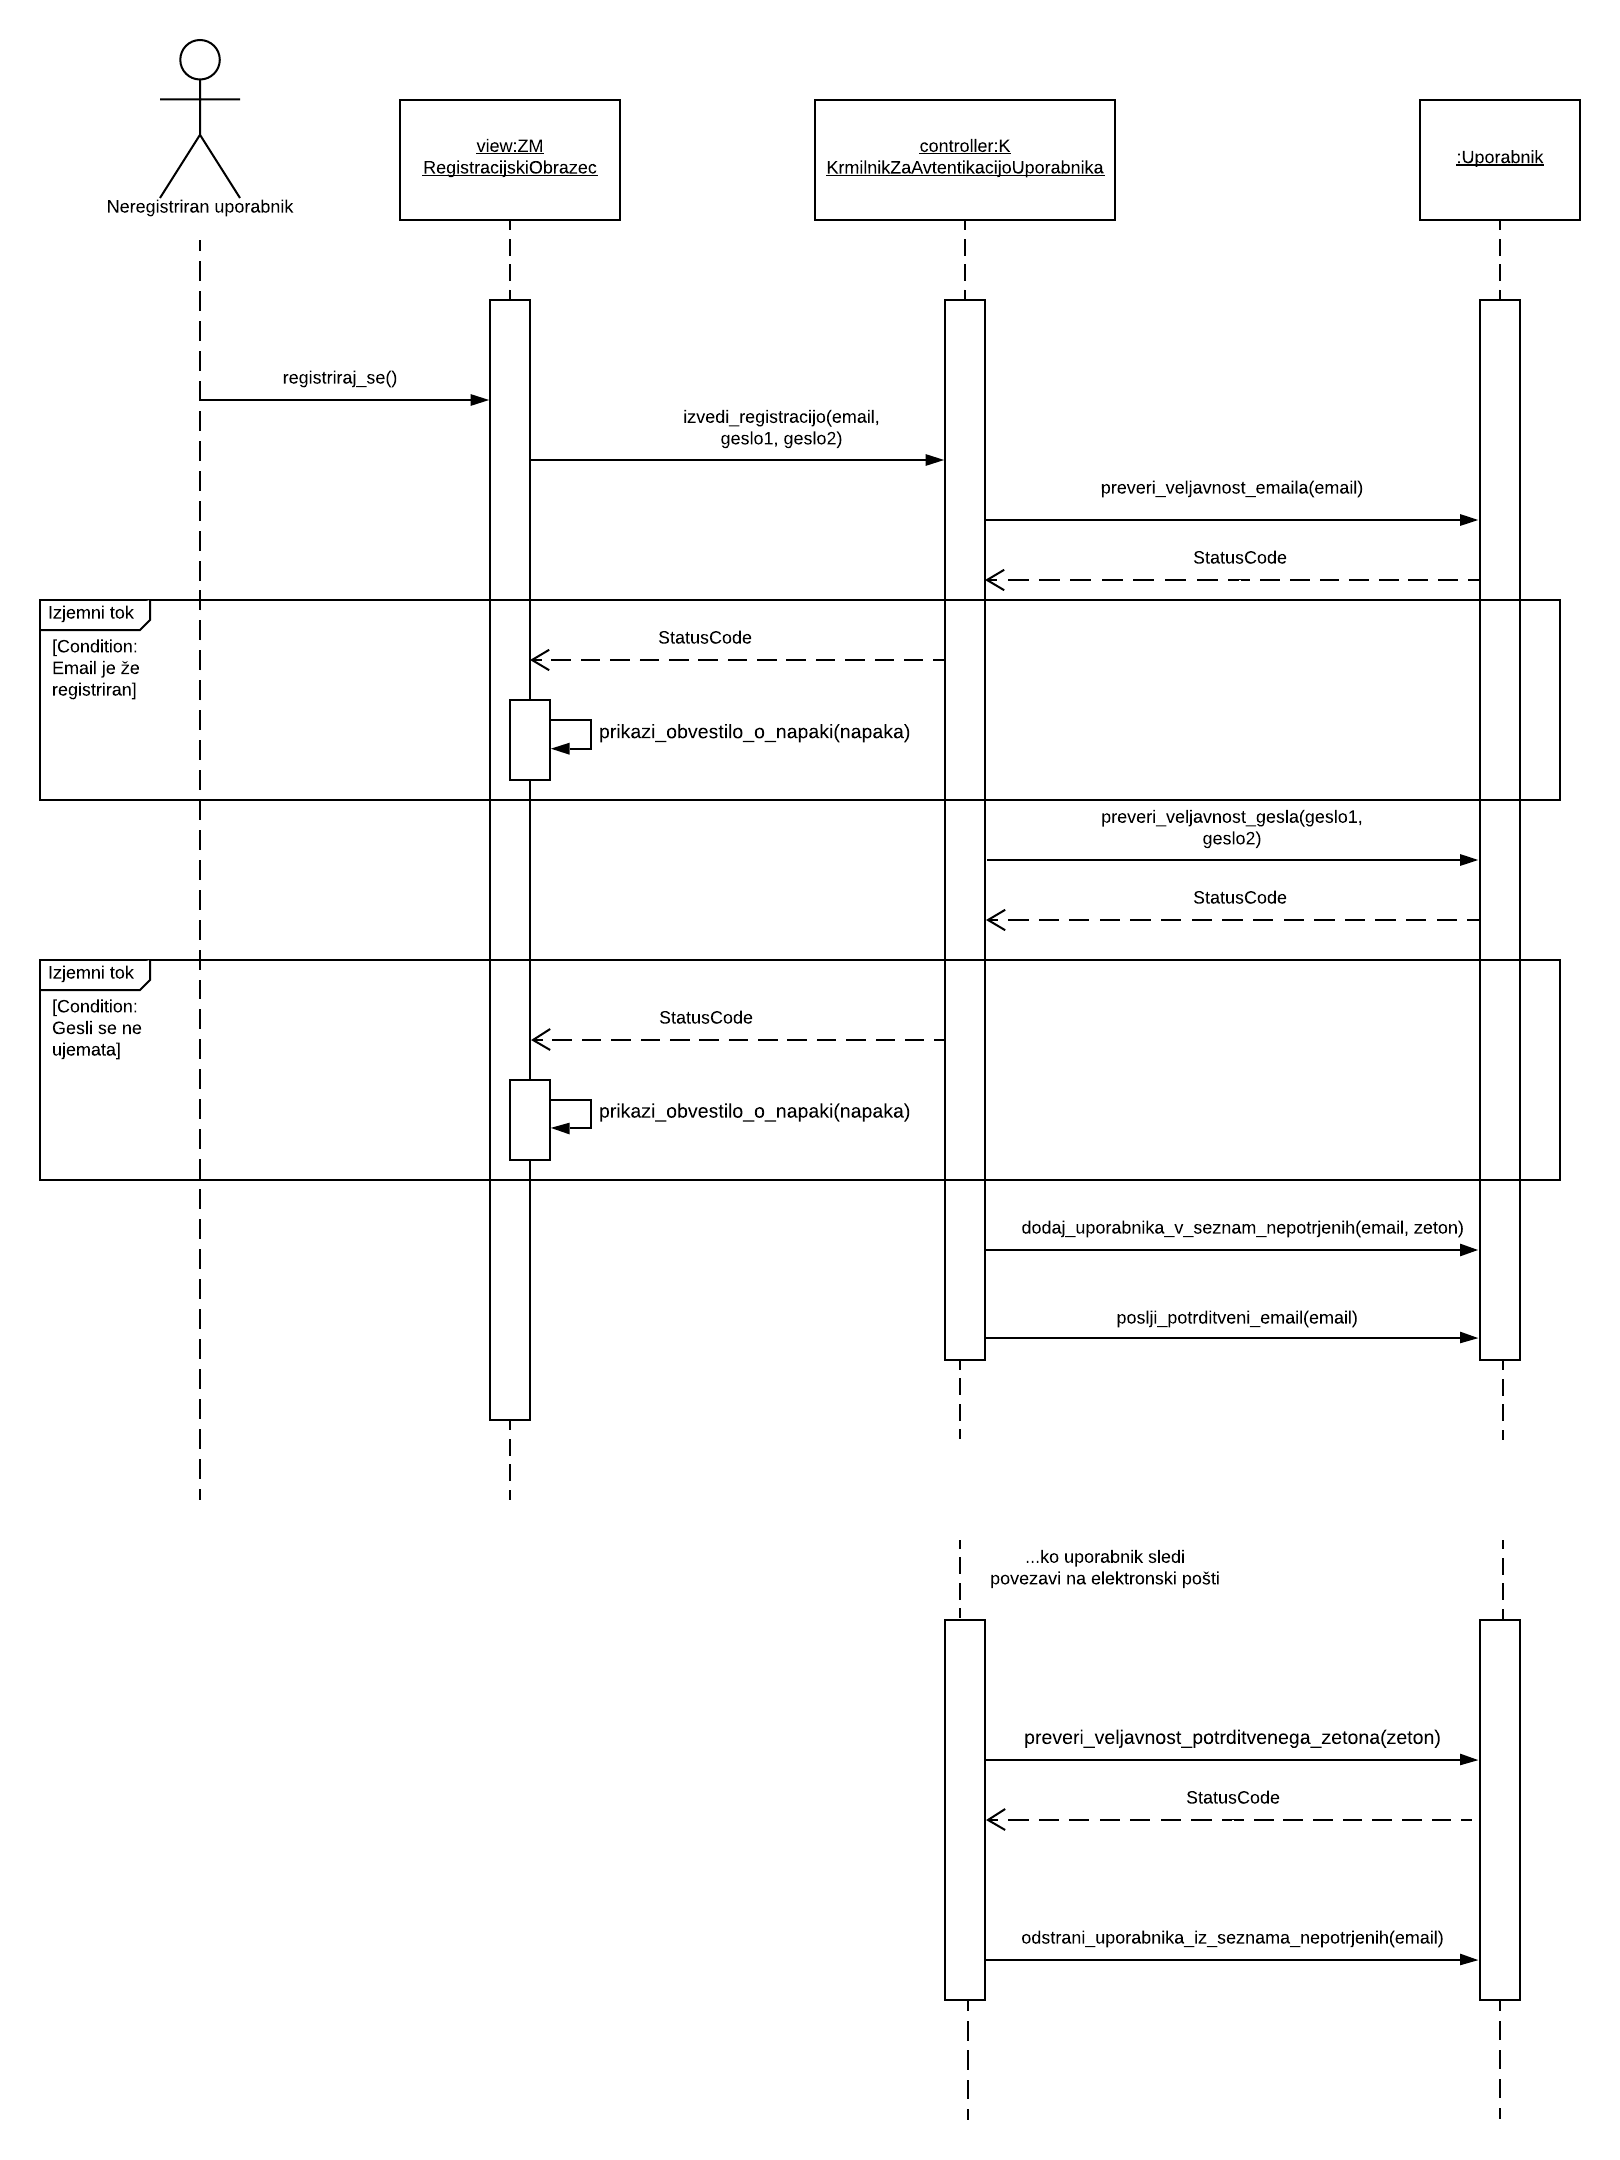 Neregistriran uporabnik
view:ZM
RegistracijskiObrazec
controller:K
KrmilnikZaAvtentikacijoUporabnika
:Uporabnik
registriraj_se()
izvedi_registracijo(email,
geslo1, geslo2)
preveri_veljavnost_emaila(email)
StatusCode
Izjemni tok
[Condition:
Email je že
registriran]
StatusCode
prikazi_obvestilo_o_napaki(napaka)
preveri_veljavnost_gesla(geslo1,
geslo2)
StatusCode
Izjemni tok
[Condition:
Gesli se ne
ujemata]
StatusCode
prikazi_obvestilo_o_napaki(napaka)
dodaj_uporabnika_v_seznam_nepotrjenih(email, zeton)
poslji_potrditveni_email(email)
...ko uporabnik sledi
povezavi na elektronski pošti
preveri_veljavnost_potrditvenega_zetona(zeton)
StatusCode
odstrani_uporabnika_iz_seznama_nepotrjenih(email)